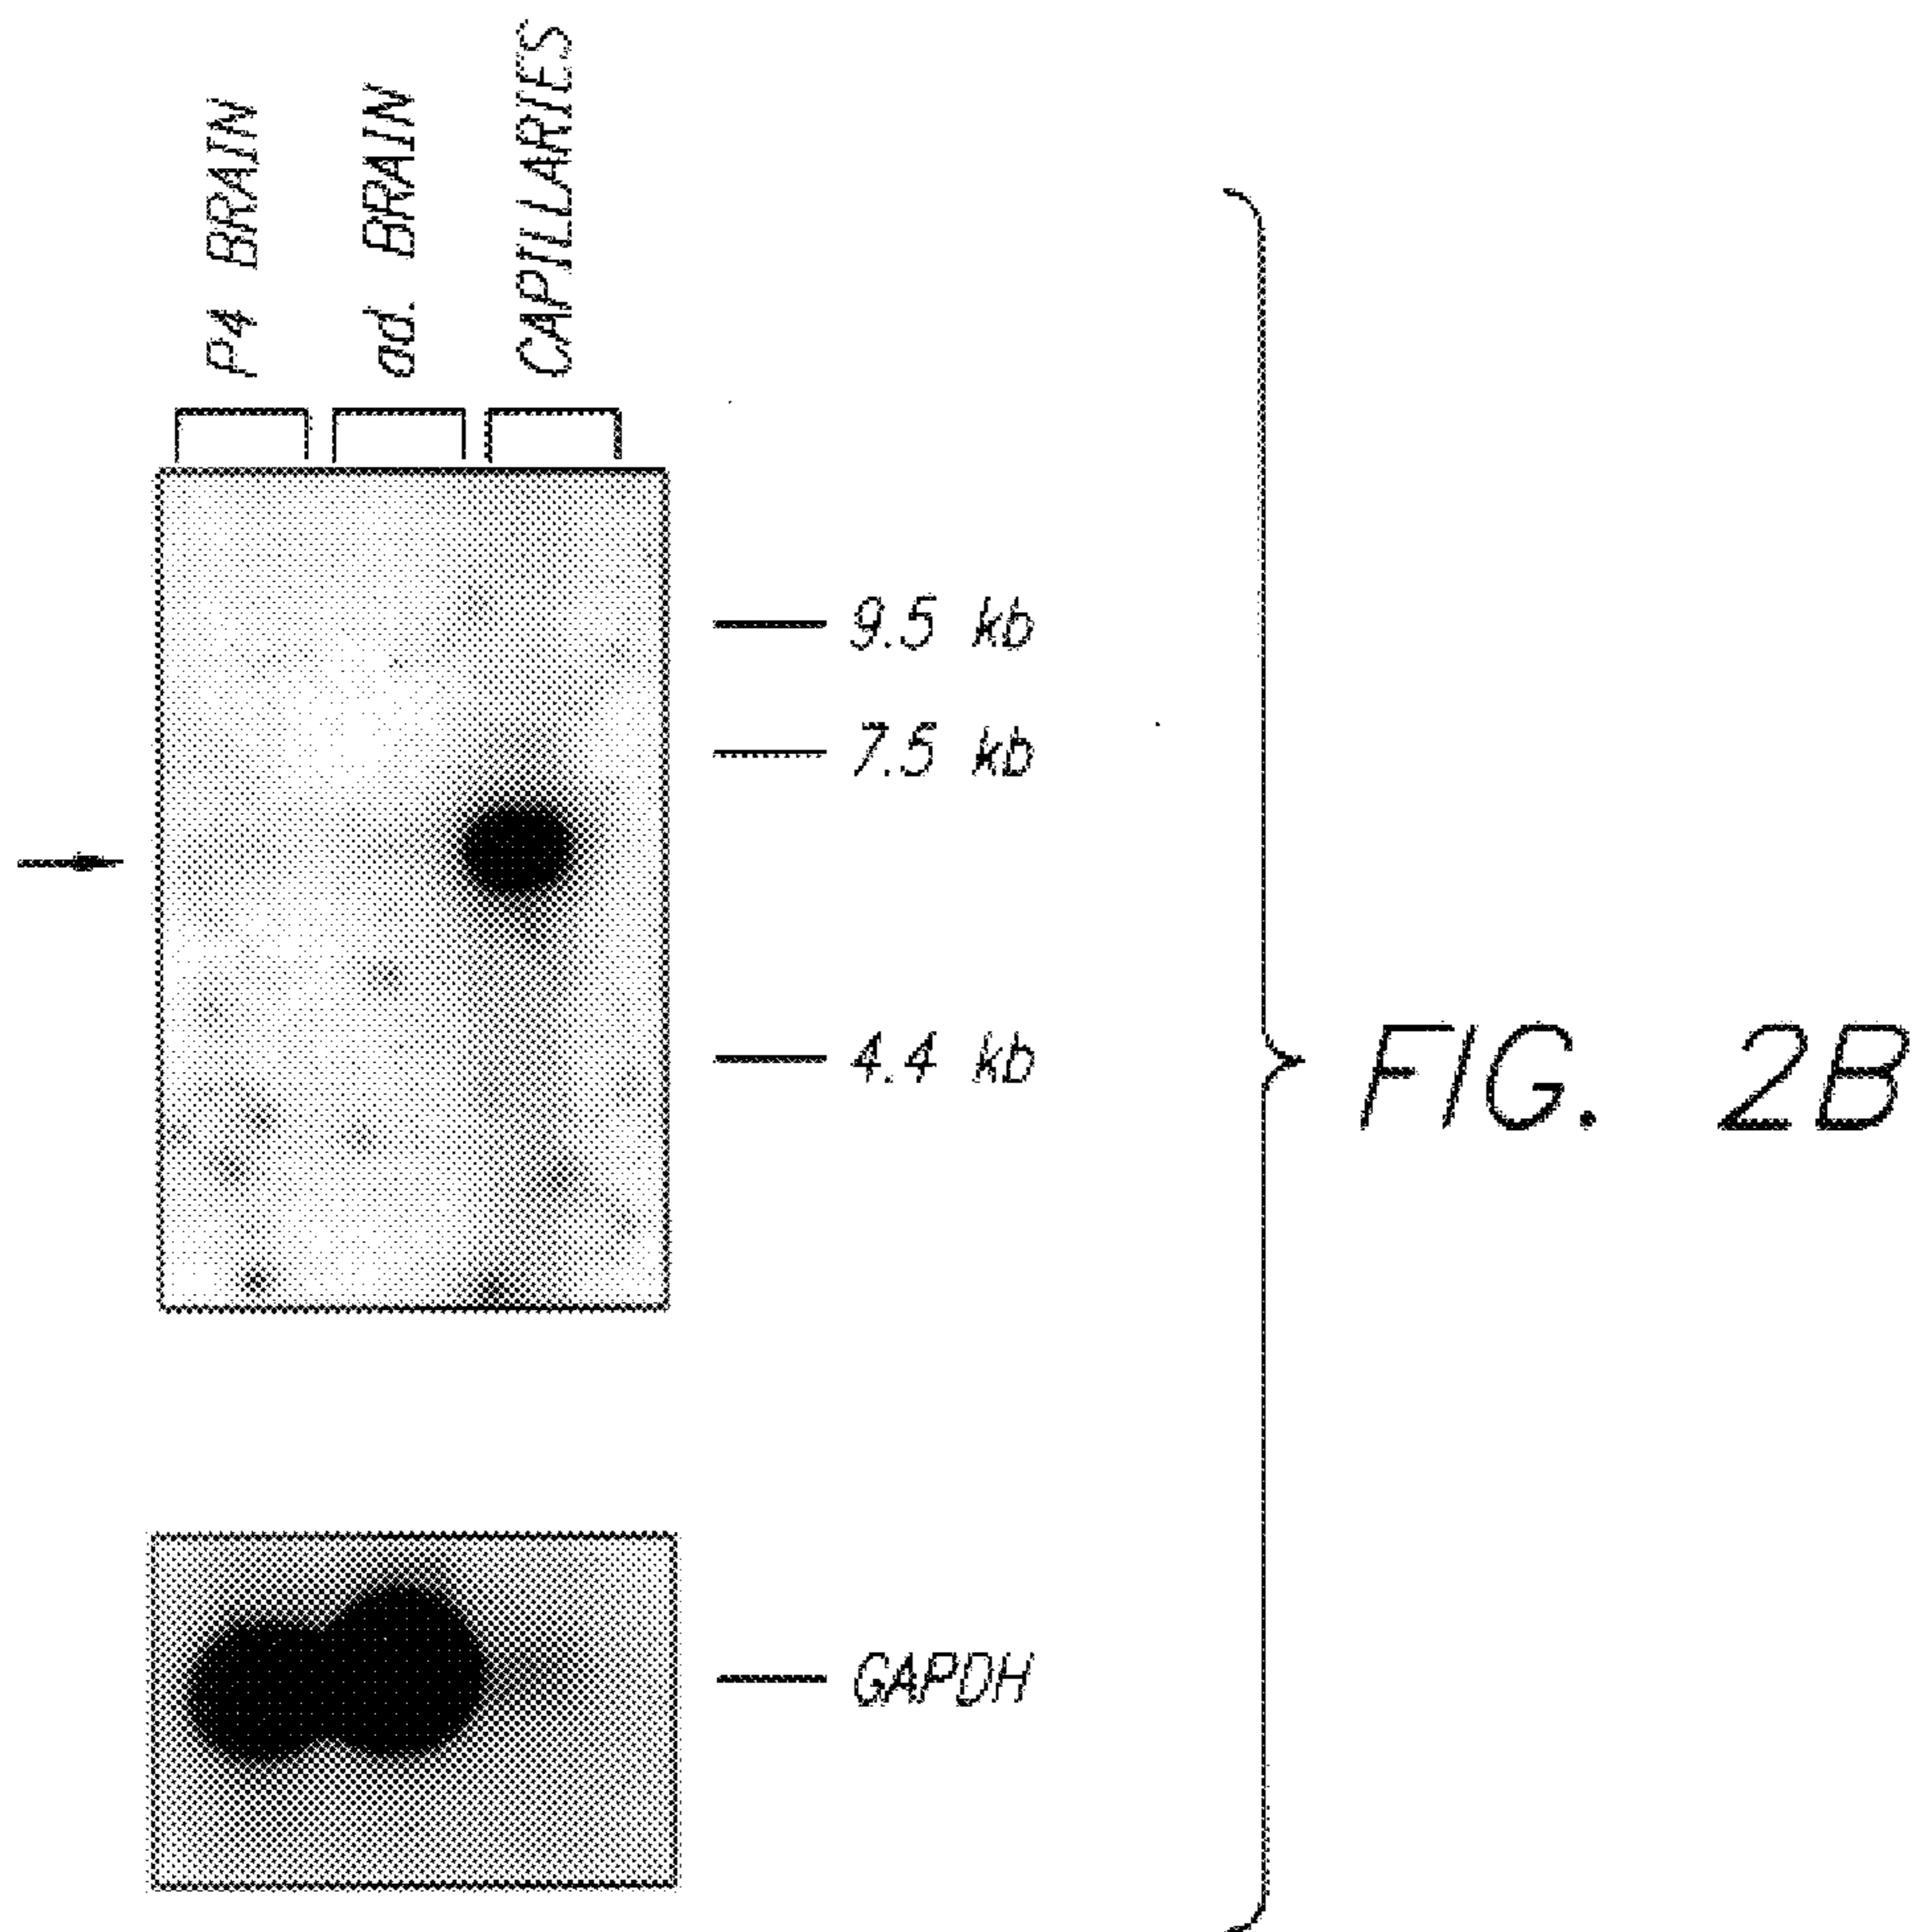 P4 BRAIN
ad. BRAIN
CAPILLARIES
9.5 kb
7.5 kb
4.4 kb
FIG. 2B
GAPDH